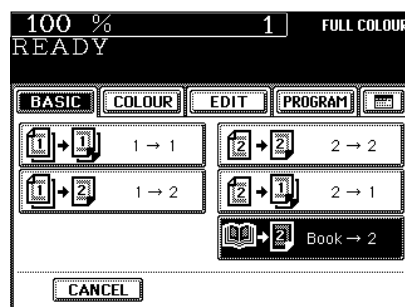 100 % 1 FULL COLOUR
READY
BASIC COLOUR EDIT PROGRAM
1 → 1 2 → 2
1 → 2 2 → 1
Book → 2
CANCEL